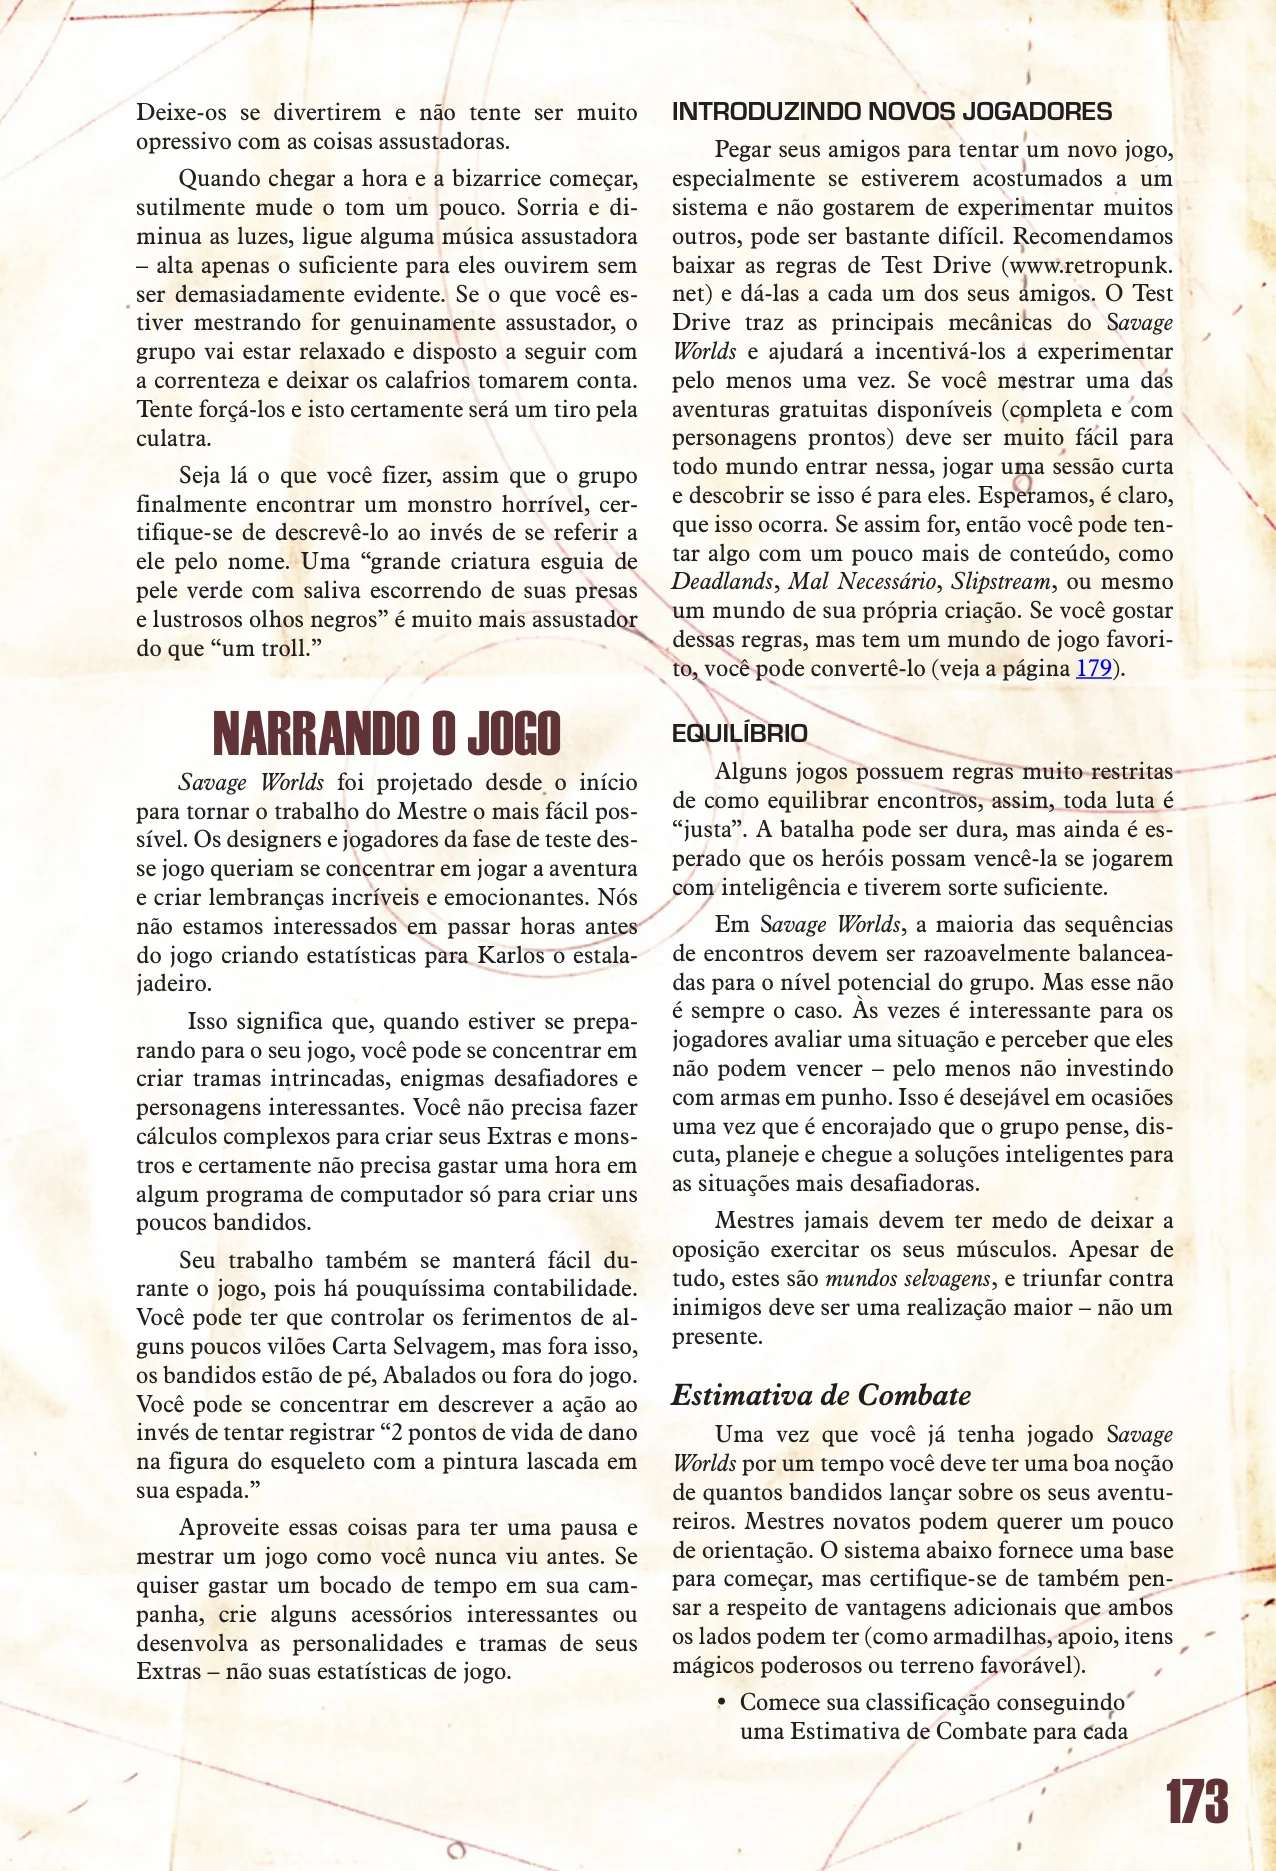 Deixe-os se divertirem e não tente ser muito
opressivo com as coisas assustadoras.
Quando chegar a hora e a bizarrice começar,
sutilmente mude o tom um pouco. Sorria e di-
minua as luzes, ligue alguma música assustadora
– alta apenas o suficiente para eles ouvirem sem
ser demasiadamente evidente. Se o que você es-
tiver mestrando for genuinamente assustador, o
grupo vai estar relaxado e disposto a seguir com
a correnteza e deixar os calafrios tomarem conta.
Tente forçá-los e isto certamente será um tiro pela
culatra.
Seja lá o que você fizer, assim que o grupo
finalmente encontrar um monstro horrível, cer-
tifique-se de descrevê-lo ao invés de se referir a
ele pelo nome. Uma “grande criatura esguia de
pele verde com saliva escorrendo de suas presas
e lustrosos olhos negros” é muito mais assustador
do que “um troll.”
NARRANDO O JOGO
Savage Worlds foi projetado desde o início
para tornar o trabalho do Mestre o mais fácil pos-
sível. Os designers e jogadores da fase de teste des-
se jogo queriam se concentrar em jogar a aventura
e criar lembranças incríveis e emocionantes. Nós
não estamos interessados em passar horas antes
do jogo criando estatísticas para Karlos o estala-
jadeiro.
Isso significa que, quando estiver se prepa-
rando para o seu jogo, você pode se concentrar em
criar tramas intrincadas, enigmas desafiadores e
personagens interessantes. Você não precisa fazer
cálculos complexos para criar seus Extras e mons-
tros e certamente não precisa gastar uma hora em
algum programa de computador só para criar uns
poucos bandidos.
Seu trabalho também se manterá fácil du-
rante o jogo, pois há pouquíssima contabilidade.
Você pode ter que controlar os ferimentos de al-
guns poucos vilões Carta Selvagem, mas fora isso,
os bandidos estão de pé, Abalados ou fora do jogo.
Você pode se concentrar em descrever a ação ao
invés de tentar registrar “2 pontos de vida de dano
na figura do esqueleto com a pintura lascada em
sua espada.”
Aproveite essas coisas para ter uma pausa e
mestrar um jogo como você nunca viu antes. Se
quiser gastar um bocado de tempo em sua cam-
panha, crie alguns acessórios interessantes ou
desenvolva as personalidades e tramas de seus
Extras – não suas estatísticas de jogo.
INTRODUZINDO NOVOS JOGADORES
Pegar seus amigos para tentar um novo jogo,
especialmente se estiverem acostumados a um
sistema e não gostarem de experimentar muitos
outros, pode ser bastante difícil. Recomendamos
baixar as regras de Test Drive (www.retropunk.
net) e dá-las a cada um dos seus amigos. O Test
Drive traz as principais mecânicas do Savage
Worlds e ajudará a incentivá-los a experimentar
pelo menos uma vez. Se você mestrar uma das
aventuras gratuitas disponíveis (completa e com
personagens prontos) deve ser muito fácil para
todo mundo entrar nessa, jogar uma sessão curta
e descobrir se isso é para eles. Esperamos, é claro,
que isso ocorra. Se assim for, então você pode ten-
tar algo com um pouco mais de conteúdo, como
Deadlands, Mal Necessário, Slipstream, ou mesmo
um mundo de sua própria criação. Se você gostar
dessas regras, mas tem um mundo de jogo favori-
to, você pode convertê-lo (veja a página 179).
EQUILÍBRIO
Alguns jogos possuem regras muito restritas
de como equilibrar encontros, assim, toda luta é
“justa”. A batalha pode ser dura, mas ainda é es-
perado que os heróis possam vencê-la se jogarem
com inteligência e tiverem sorte suficiente.
Em Savage Worlds, a maioria das sequências
de encontros devem ser razoavelmente balancea-
das para o nível potencial do grupo. Mas esse não
é sempre o caso. Às vezes é interessante para os
jogadores avaliar uma situação e perceber que eles
não podem vencer – pelo menos não investindo
com armas em punho. Isso é desejável em ocasiões
uma vez que é encorajado que o grupo pense, dis-
cuta, planeje e chegue a soluções inteligentes para
as situações mais desafiadoras.
Mestres jamais devem ter medo de deixar a
oposição exercitar os seus músculos. Apesar de
tudo, estes são mundos selvagens, e triunfar contra
inimigos deve ser uma realização maior – não um
presente.
Estimativa de Combate
Uma vez que você já tenha jogado Savage
Worlds por um tempo você deve ter uma boa noção
de quantos bandidos lançar sobre os seus aventu-
reiros. Mestres novatos podem querer um pouco
de orientação. O sistema abaixo fornece uma base
para começar, mas certifique-se de também pen-
sar a respeito de vantagens adicionais que ambos
os lados podem ter (como armadilhas, apoio, itens
mágicos poderosos ou terreno favorável).
• Comece sua classificação conseguindo
uma Estimativa de Combate para cada
173